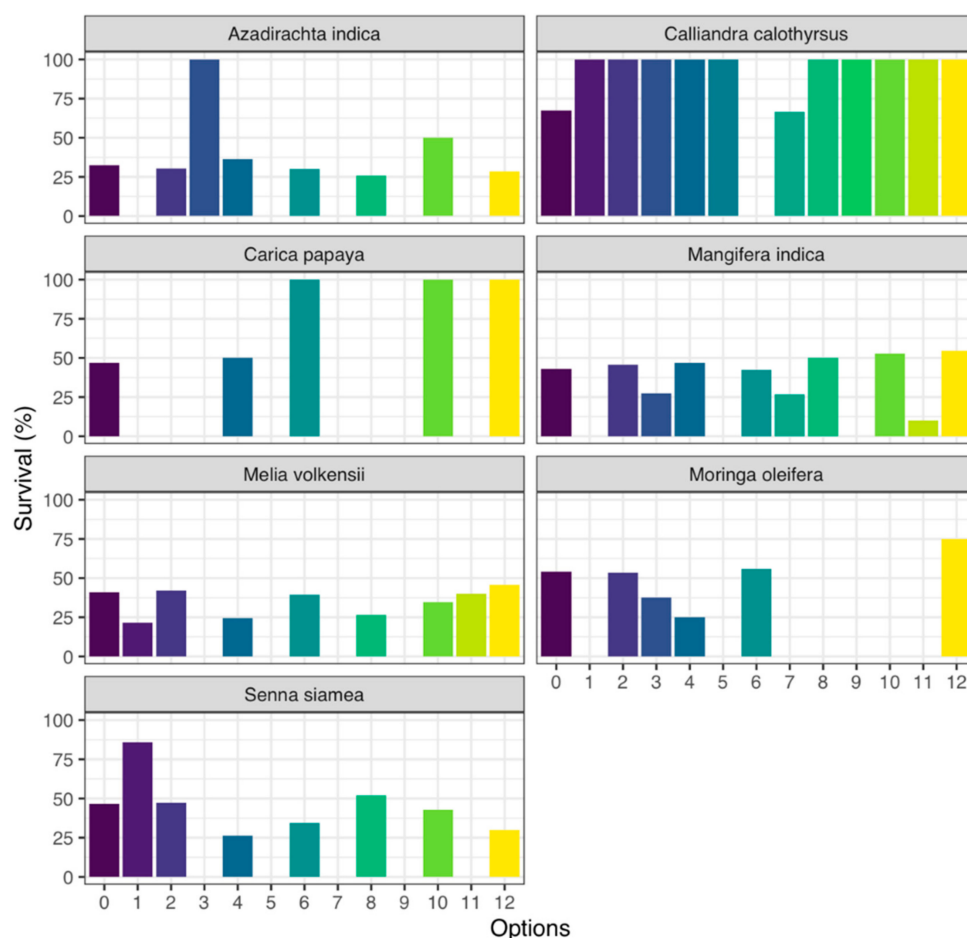 Azadirachta indica
Calliandra calothyrsus
100
75
50
25
0
Carica papaya
Mangifera indica
100
75
50
25
0
Survival (%)
Melia volkensii
Moringa oleifera
100
75
50
25
0
0 1 2 3 4 5 6 7 8 9 10 11 12
Senna siamea
100
75
50
25
0
0 1 2 3 4 5 6 7 8 9 10 11 12
Options